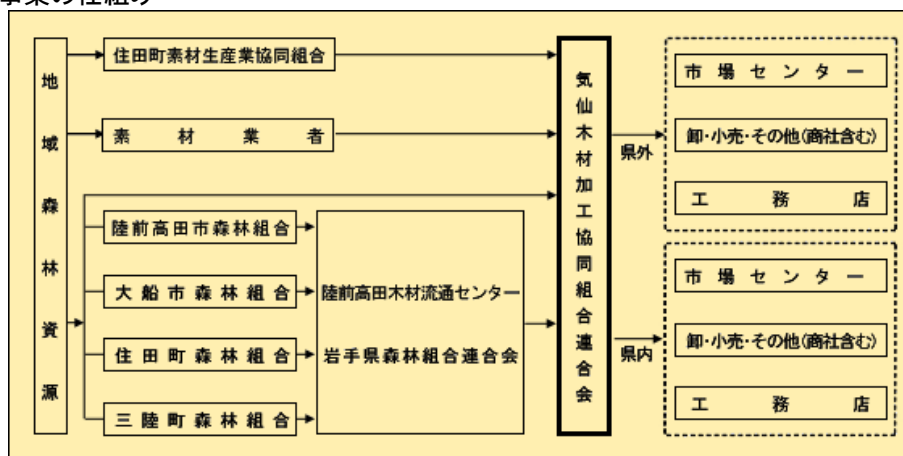 事業の仕組み
地域森林資源
住田町素材生産業協同組合
素材業者
陸前高田市森林組合
大船市森林組合
住田町森林組合
三陸町森林組合
陸前高田木材流通センター
岩手県森林組合連合会
気仙木材加工協同組合連合会
県外
市場センター
卸・小売・その他(商社含む)
工務店
県内
市場センター
卸・小売・その他(商社含む)
工務店